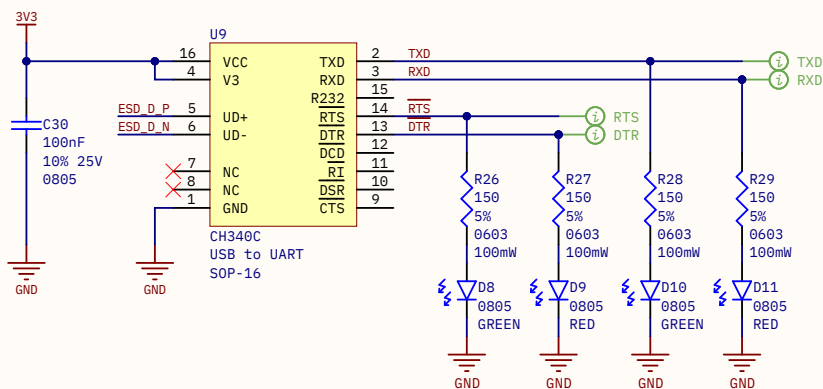 3V3
U9
16 VCC TXD 2 TXD TXD
4 V3 RXD 3 RXD RXD
R232 15
ESD_D_P 5 UD+ RTS 14 RTS RTS
ESD_D_N 6 UD- DTR 13 DTR DTR
DCD 12
7 NC RI 11
8 NC DSR 10
1 GND CTS 9
C30
100nF
10% 25V
0805
GND
GND
CH340C
USB to UART
SOP-16
R26
150
5%
0603
100mW
R27
150
5%
0603
100mW
R28
150
5%
0603
100mW
R29
150
5%
0603
100mW
D8
0805
GREEN
D9
0805
RED
D10
0805
GREEN
D11
0805
RED
GND
GND
GND
GND